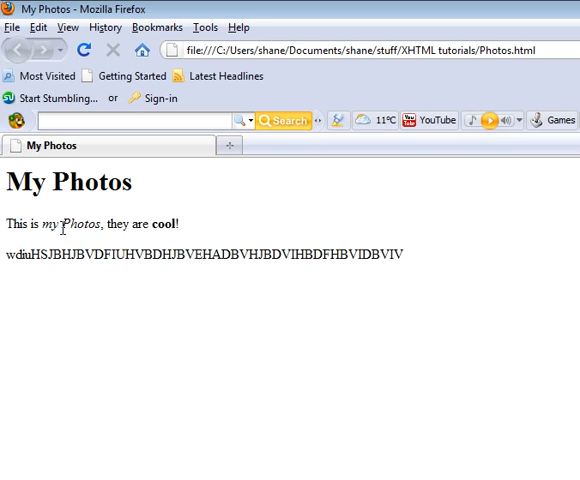 My Photos - Mozilla Firefox
File Edit View History Bookmarks Tools Help
file:///C:/Users/shane/Documents/shane/stuff/XHTML tutorials/Photos.html
Most Visited Getting Started Latest Headlines
Start Stumbling... or Sign-in
Search 11°C YouTube Games
My Photos
My Photos
This is my Photos, they are cool!
wdiuHSJBHJBVDFIUHVBDHJBVEHADBVHJBDVIHBDFHBVIDBVIV